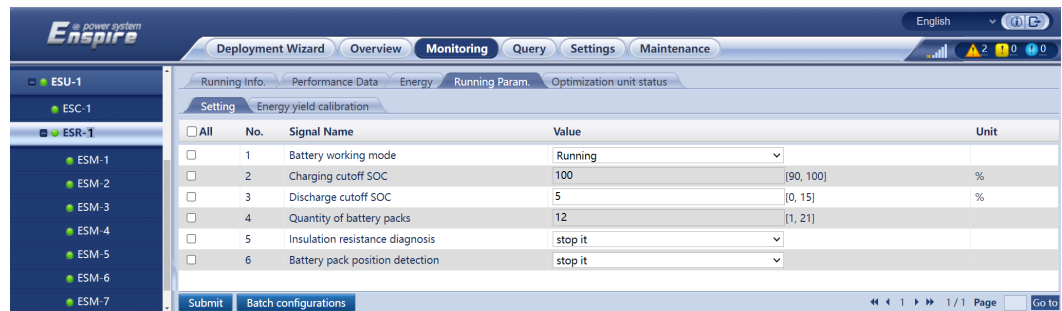 @ power system
Enspire
English
Deployment Wizard Overview Monitoring Query Settings Maintenance
2 0 0
ESU-1
ESC-1
ESR-1
ESM-1
ESM-2
ESM-3
ESM-4
ESM-5
ESM-6
ESM-7
Running Info. Performance Data Energy Running Param. Optimization unit status
Setting Energy yield calibration
All No. Signal Name Value Unit
1 Battery working mode Running
2 Charging cutoff SOC 100 [90, 100] %
3 Discharge cutoff SOC 5 [0, 15] %
4 Quantity of battery packs 12 [1, 21]
5 Insulation resistance diagnosis stop it
6 Battery pack position detection stop it
Submit Batch configurations 1 1/1 Page Go to